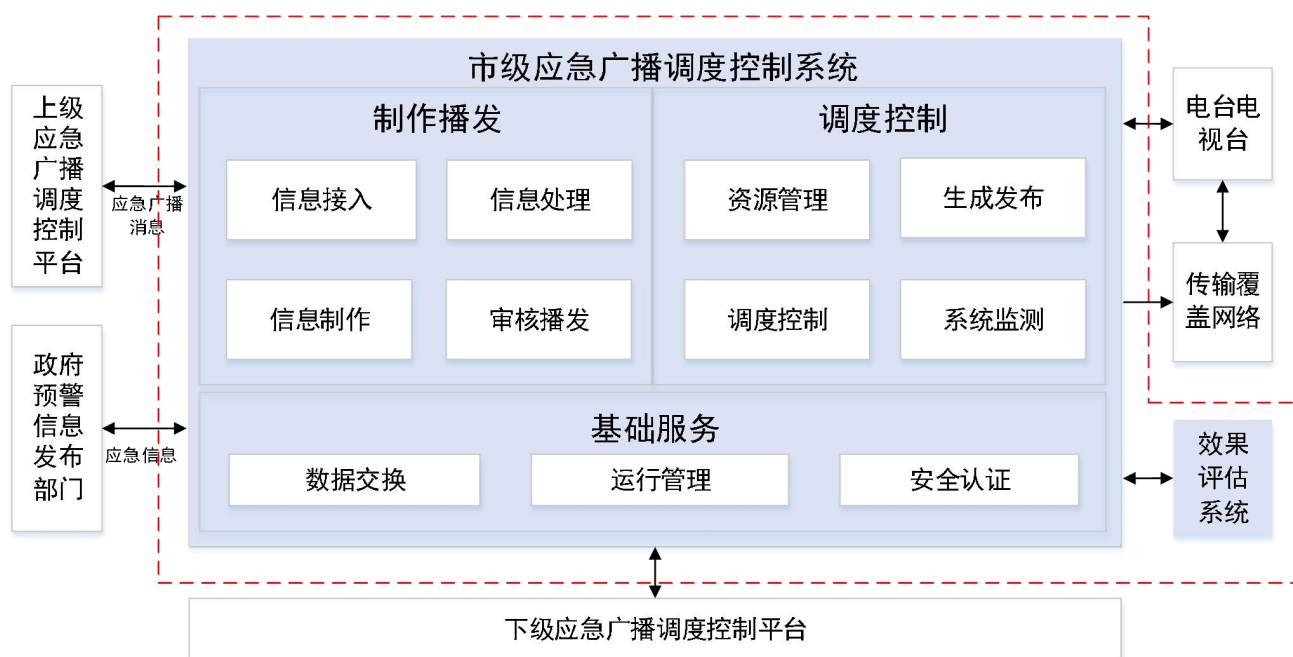 市级应急广播调度控制系统
上级
应急
广播
调度
控制
平台
应急广播
消息
政府
预警
信息
发布
部门
应急信息
制作播发
信息接入
信息处理
信息制作
审核播发
调度控制
资源管理
生成发布
调度控制
系统监测
基础服务
数据交换
运行管理
安全认证
电台电
视台
传输覆
盖网络
效果
评估
系统
下级应急广播调度控制平台